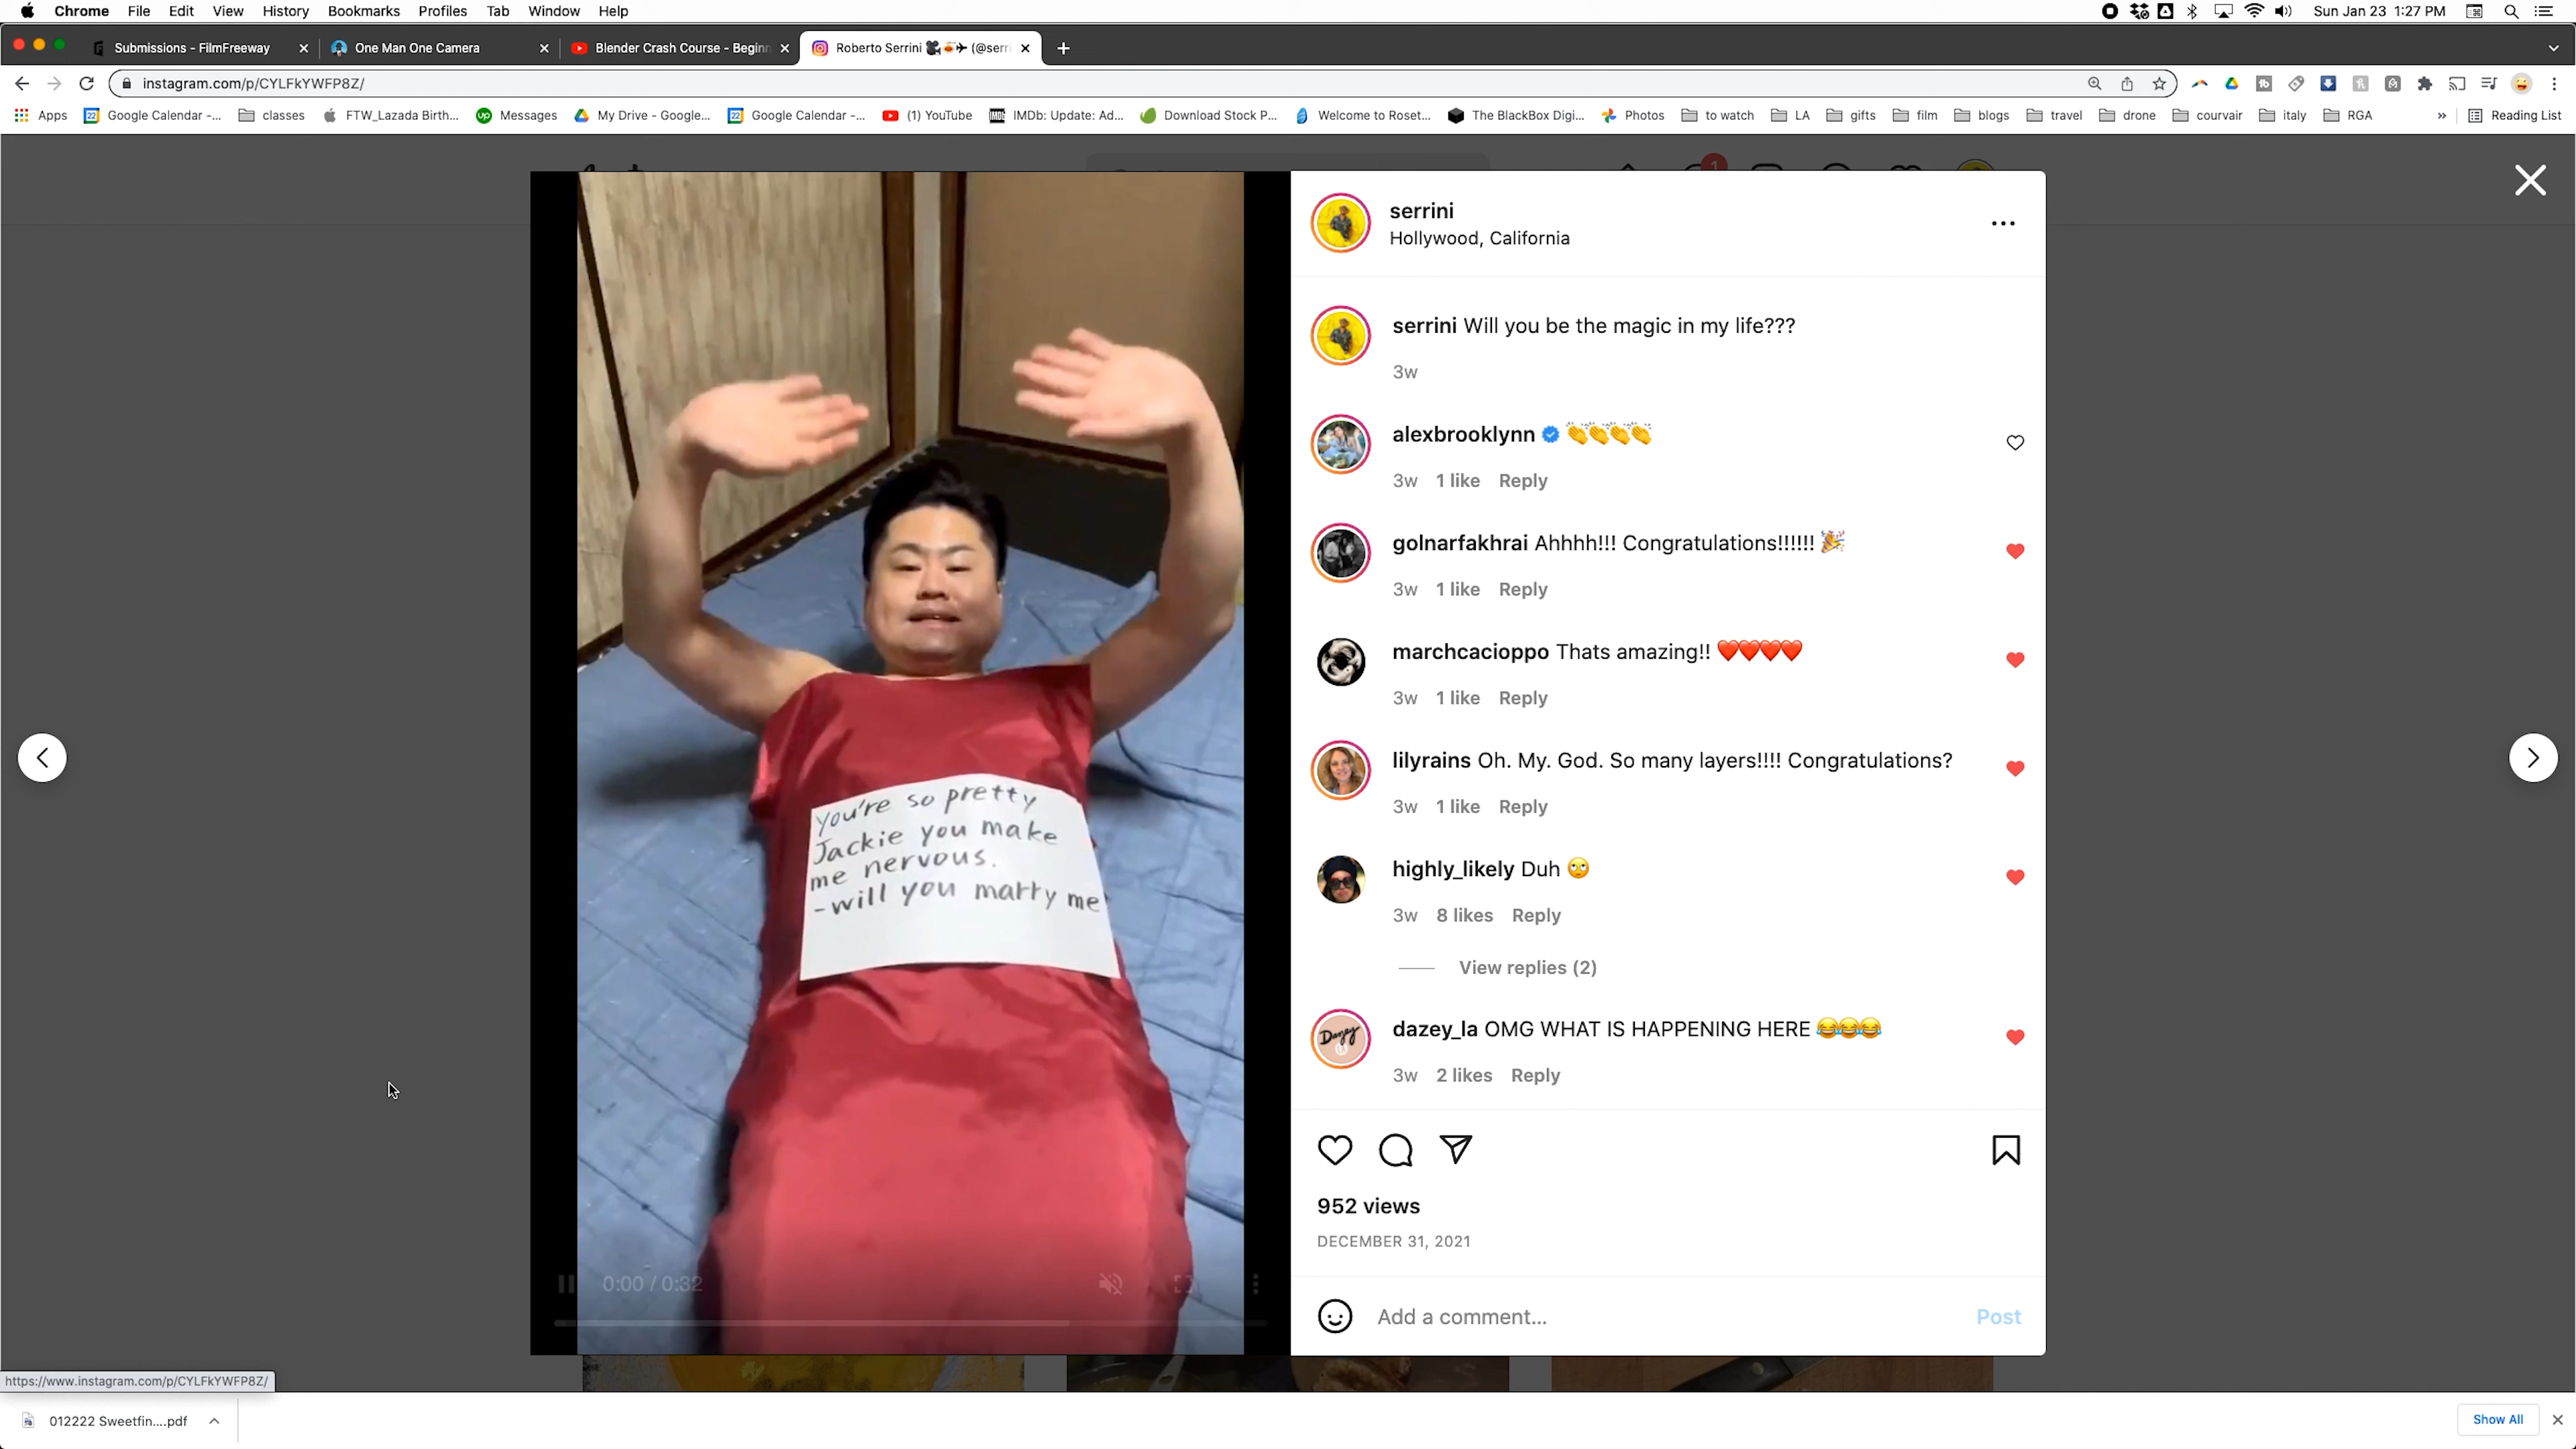 Chrome File Edit View History Bookmarks Profiles Tab Window Help Sun Jan 23 1:27 PM
Submissions - FilmFreeway One Man One Camera Blender Crash Course - Beginn Roberto Serrini (@serri
instagram.com/p/CYLFkYWFP8Z/
Apps Google Calendar -... classes FTW_Lazada Birth... Messages My Drive - Google... Google Calendar -... (1) YouTube IMDb: Update: Ad... Download Stock P... Welcome to Roset... The BlackBox Digi... Photos to watch LA gifts film blogs travel drone courvair italy RGA » Reading List
1
serrini
Hollywood, California
serrini Will you be the magic in my life???
3w
alexbrooklynn 👏👏👏👏
3w 1 like Reply
golnarfakhrai Ahhhh!!! Congratulations!!!!!! 🎉
3w 1 like Reply
marchcacioppo Thats amazing!! ❤️❤️❤️❤️
3w 1 like Reply
lilyrains Oh. My. God. So many layers!!!! Congratulations?
3w 1 like Reply
highly_likely Duh 🙄
3w 8 likes Reply
View replies (2)
Dazey
dazey_la OMG WHAT IS HAPPENING HERE 😂😂😂
3w 2 likes Reply
952 views
DECEMBER 31, 2021
Add a comment... Post
you're so pretty
Jackie you make
me nervous.
-will you marry me
0:00 / 0:32
https://www.instagram.com/p/CYLFkYWFP8Z/
012222 Sweetfin....pdf Show All